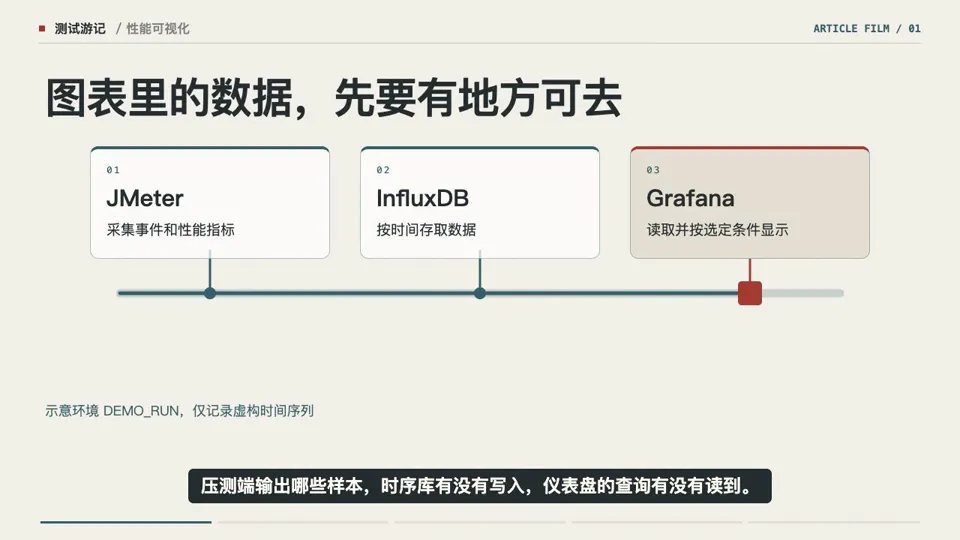 测试游记 / 性能可视化
ARTICLE FILM / 01
图表里的数据，先要有地方可去
01
JMeter
采集事件和性能指标
02
InfluxDB
按时间存取数据
03
Grafana
读取并按选定条件显示
示意环境 DEMO_RUN，仅记录虚构时间序列
压测端输出哪些样本，时序库有没有写入，仪表盘的查询有没有读到。